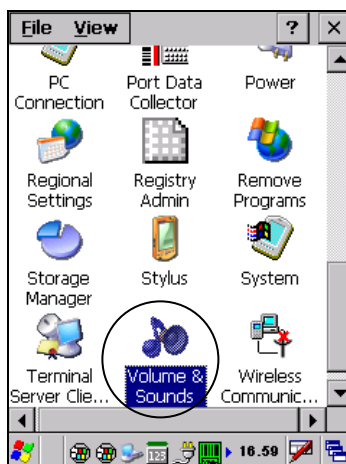 File View ? ×
PC Connection
Port Data Collector
Power
Regional Settings
Registry Admin
Remove Programs
Storage Manager
Stylus
System
Terminal Server Clie...
Volume & Sounds
Wireless Communic...
123 16.59